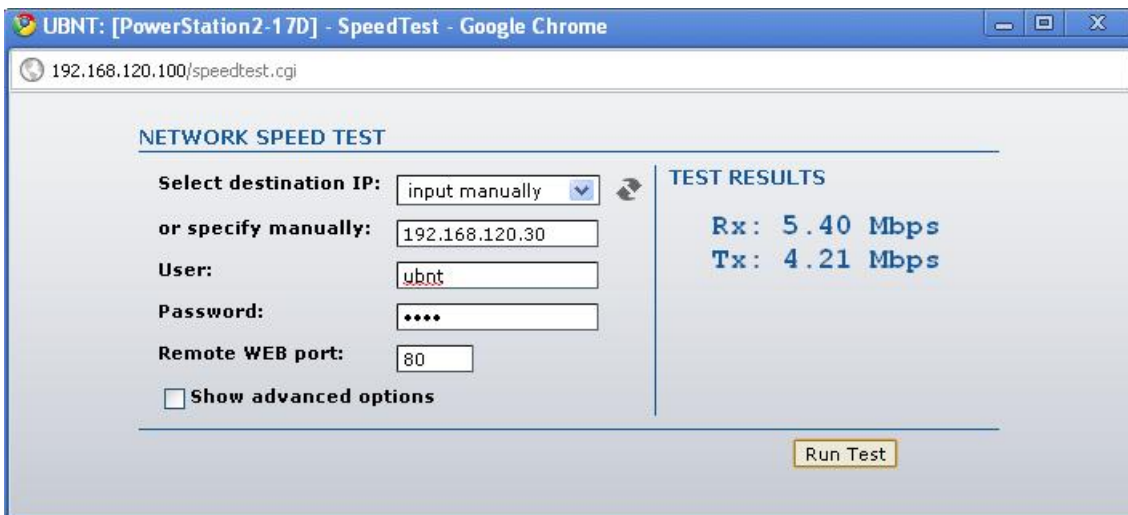 UBNT: [PowerStation2-17D] - SpeedTest - Google Chrome
192.168.120.100/speedtest.cgi
NETWORK SPEED TEST
Select destination IP: input manually
or specify manually: 192.168.120.30
User: ubnt
Password: ••••
Remote WEB port: 80
Show advanced options
TEST RESULTS
Rx: 5.40 Mbps
Tx: 4.21 Mbps
Run Test